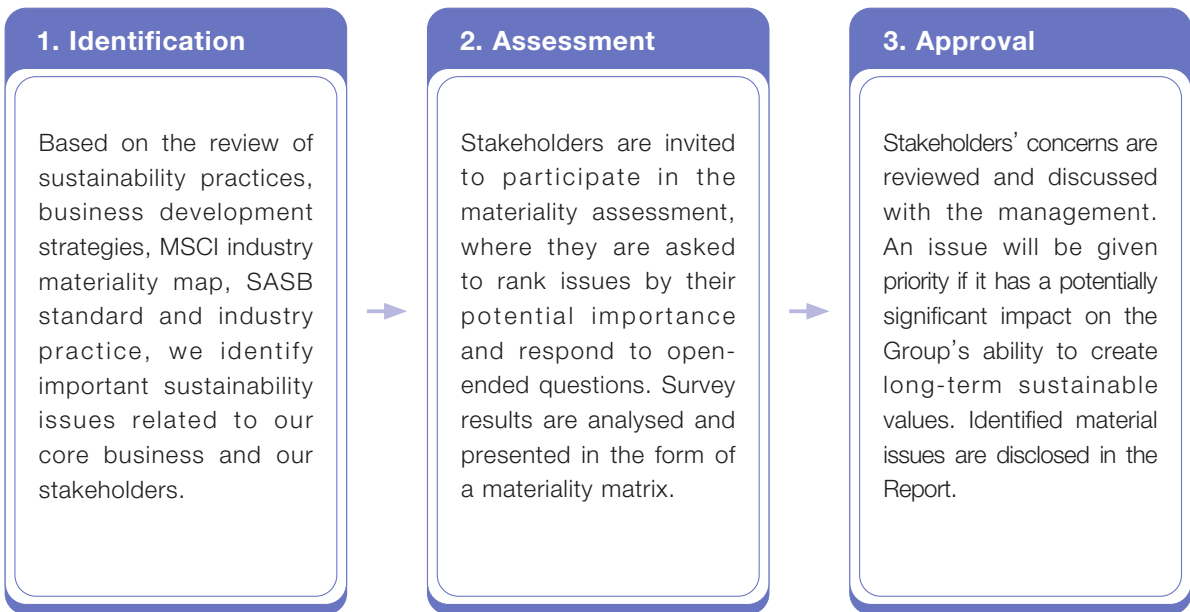 1. Identification
Based on the review of
sustainability practices,
business development
strategies, MSCI industry
materiality map, SASB
standard and industry
practice, we identify
important sustainability
issues related to our
core business and our
stakeholders.
2. Assessment
Stakeholders are invited
to participate in the
materiality assessment,
where they are asked
to rank issues by their
potential importance
and respond to open-
ended questions. Survey
results are analysed and
presented in the form of
a materiality matrix.
3. Approval
Stakeholders’ concerns are
reviewed and discussed
with the management.
An issue will be given
priority if it has a potentially
significant impact on the
Group’s ability to create
long-term sustainable
values. Identified material
issues are disclosed in the
Report.